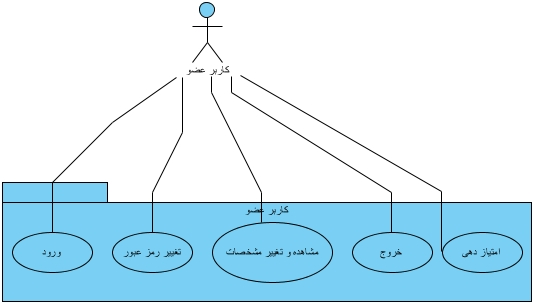 کاربر عضو
کاربر عضو
امتیاز دهی
خروج
مشاهده و تغییر مشخصات
تغییر رمز عبور
ورود